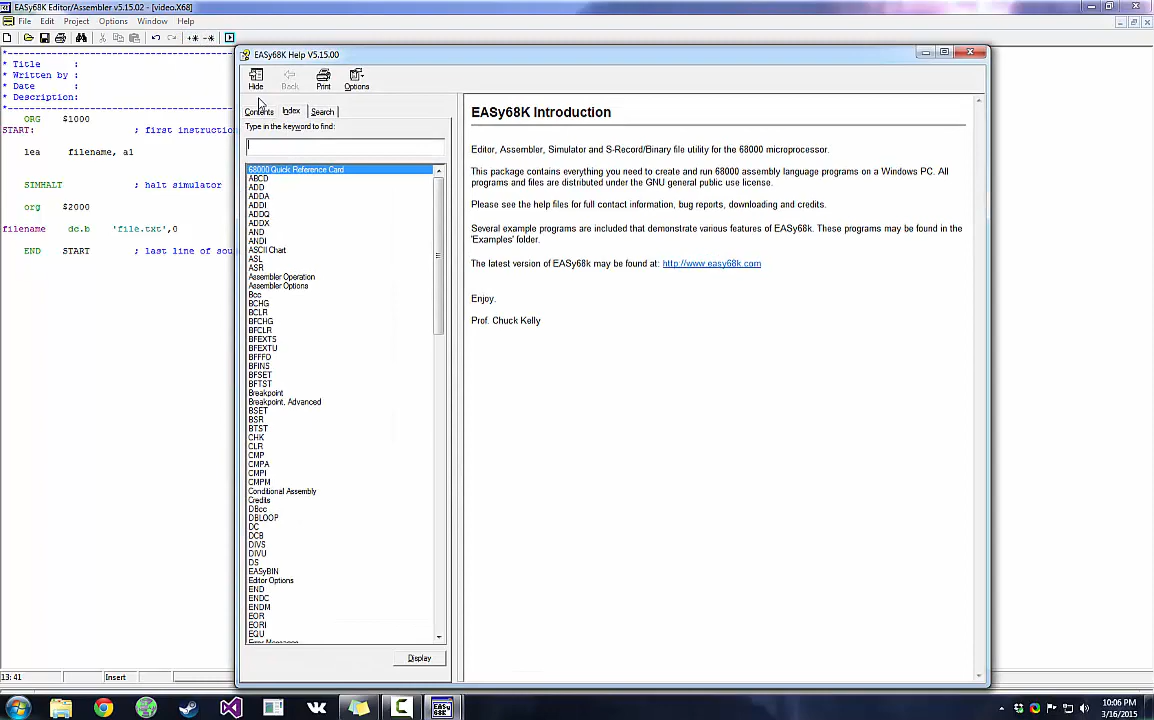 EASy68K Editor/Assembler v5.15.02 - [video.X68]
File Edit Project Options Window Help
*--------------------------------
* Title      :
* Written by :
* Date       :
* Description:
*--------------------------------
ORG $1000
START: ; first instructio
lea filename, a1
SIMHALT ; halt simulator
org $2000
filename dc.b 'file.txt',0
END START ; last line of sou
13: 41 Insert
EASy68K Help V5.15.00
Hide Back Print Options
Contents Index Search
Type in the keyword to find:
68000 Quick Reference Card
ABCD
ADD
ADDA
ADDI
ADDQ
ADDX
AND
ANDI
ASCII Chart
ASL
ASR
Assembler Operation
Assembler Options
Bcc
BCHG
BCLR
BFCHG
BFCLR
BFEXTS
BFEXTU
BFFFO
BFINS
BFSET
BFTST
Breakpoint
Breakpoint, Advanced
BSET
BSR
BTST
CHK
CLR
CMP
CMPA
CMPI
CMPM
Conditional Assembly
Credits
DBcc
DBLOOP
DC
DCB
DIVS
DIVU
DS
EASyBIN
Editor Options
END
ENDC
ENDM
EOR
EORI
EQU
Error Messages
Display
EASy68K Introduction
Editor, Assembler, Simulator and S-Record/Binary file utility for the 68000 microprocessor.
This package contains everything you need to create and run 68000 assembly language programs on a Windows PC. All
programs and files are distributed under the GNU general public use license.
Please see the help files for full contact information, bug reports, downloading and credits.
Several example programs are included that demonstrate various features of EASy68K. These programs may be found in the
'Examples' folder.
The latest version of EASy68k may be found at: http://www.easy68k.com
Enjoy.
Prof. Chuck Kelly
EASy
68K
10:06 PM
3/16/2015